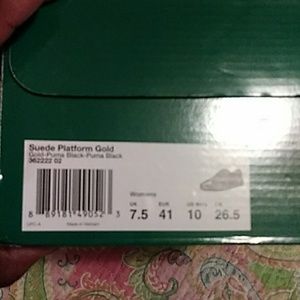 Suede Platform Gold
Gold-Puma Black-Puma Black
362222 02
Womens
UK EUR US CM
7.5 41 10 26.5
8 89181 49052 3
Made in Vietnam